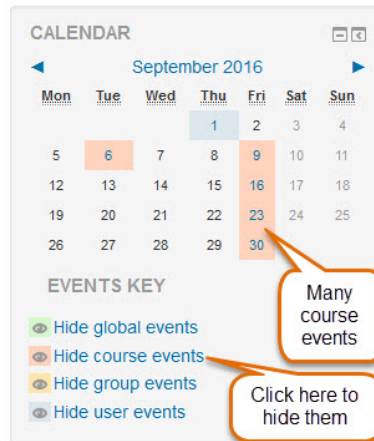 CALENDAR
September 2016
Mon Tue Wed Thu Fri Sat Sun
1 2 3 4
5 6 7 8 9 10 11
12 13 14 15 16 17 18
19 20 21 22 23 24 25
26 27 28 29 30
EVENTS KEY
Hide global events
Hide course events
Hide group events
Hide user events
Many
course
events
Click here to
hide them